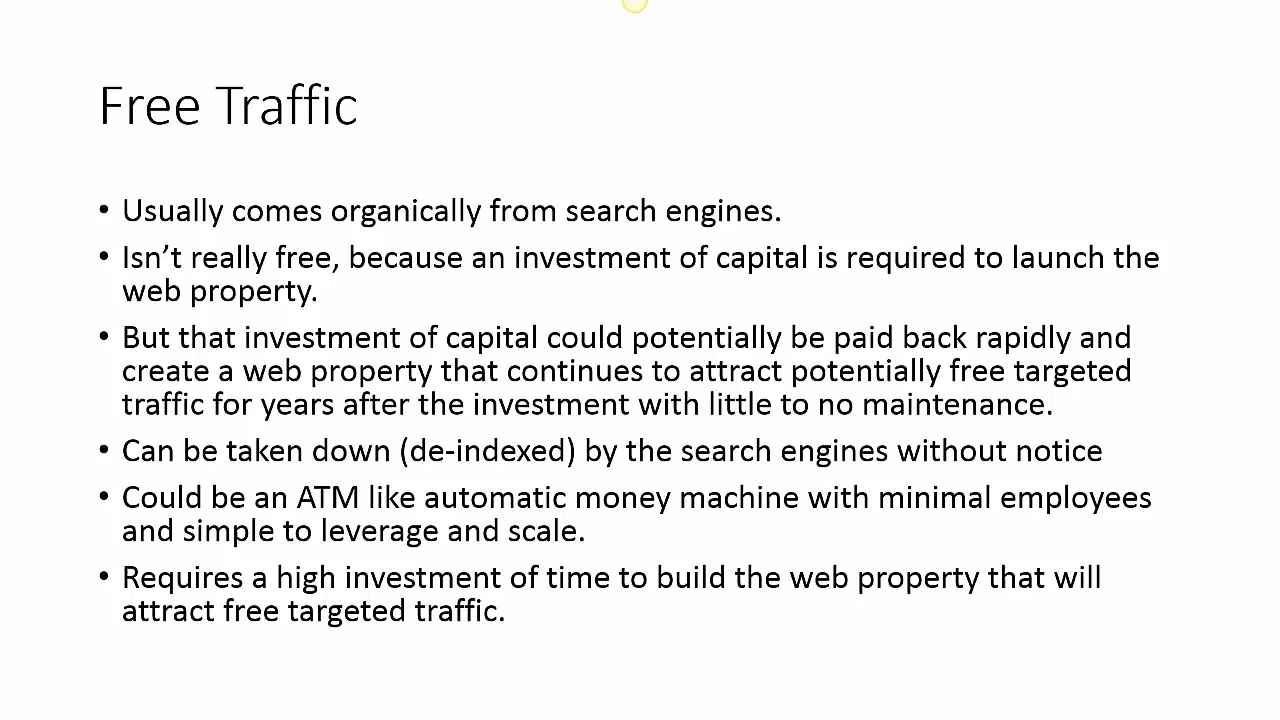 Free Traffic
• Usually comes organically from search engines.
• Isn’t really free, because an investment of capital is required to launch the
web property.
• But that investment of capital could potentially be paid back rapidly and
create a web property that continues to attract potentially free targeted
traffic for years after the investment with little to no maintenance.
• Can be taken down (de-indexed) by the search engines without notice
• Could be an ATM like automatic money machine with minimal employees
and simple to leverage and scale.
• Requires a high investment of time to build the web property that will
attract free targeted traffic.